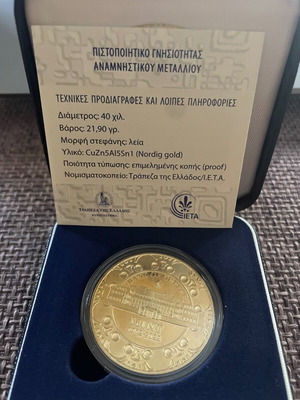 ΠΙΣΤΟΠΟΙΗΤΙΚΟ ΓΝΗΣΙΟΤΗΤΑΣ
ΑΝΑΜΝΗΣΤΙΚΟΥ ΜΕΤΑΛΛΙΟΥ
ΤΕΧΝΙΚΕΣ ΠΡΟΔΙΑΓΡΑΦΕΣ ΚΑΙ ΛΟΙΠΕΣ ΠΛΗΡΟΦΟΡΙΕΣ
Διάμετρος: 40 χιλ.
Βάρος: 21,90 γρ.
Μορφή στεφάνης: λεία
Υλικό: CuZn5Al5Sn1 (Nordig gold)
Ποιότητα τύπωσης: επιμελημένης κοπής (proof)
Νομισματοκοπείο: Τράπεζα της Ελλάδος/Ι.Ε.Τ.Α.
ΤΡΑΠΕΖΑ ΤΗΣ ΕΛΛΑΔΟΣ
ΙΕΤΑ